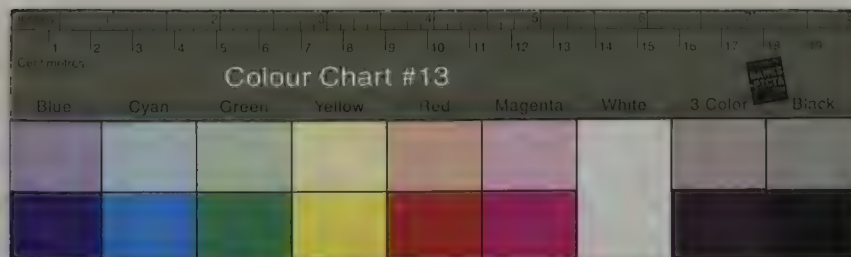 1 2 3 4 5 6 7 8 9 10 11 12 13 14 15 16 17 18 19
Centimetres
Colour Chart #13
Blue Cyan Green Yellow Red Magenta White 3 Color Black